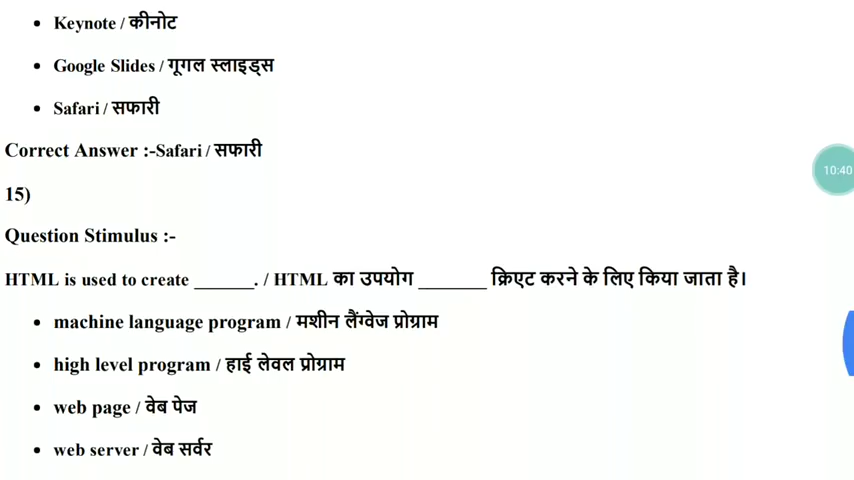 Keynote / कीनोट
Google Slides / गूगल स्लाइड्स
Safari / सफारी
Correct Answer :-Safari / सफारी
10:40
15)
Question Stimulus :-
HTML is used to create ______. / HTML का उपयोग _______ क्रिएट करने के लिए किया जाता है।
machine language program / मशीन लैंग्वेज प्रोग्राम
high level program / हाई लेवल प्रोग्राम
web page / वेब पेज
web server / वेब सर्वर